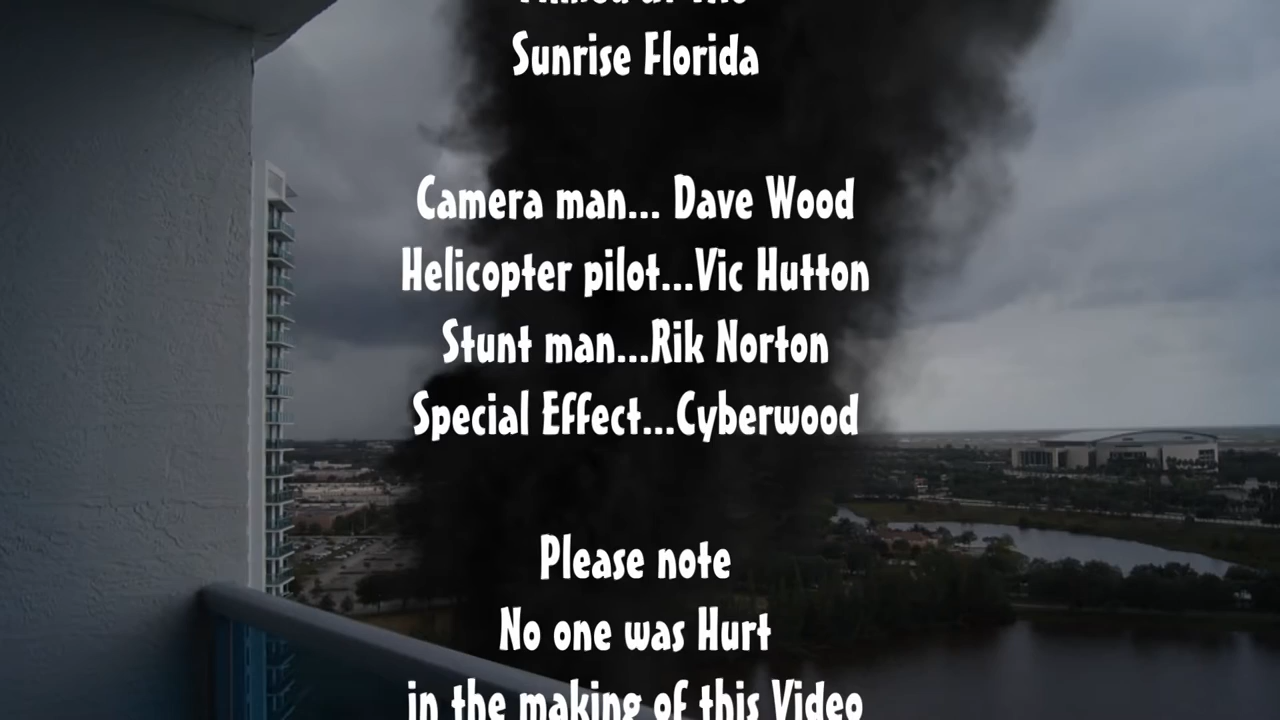 Sunrise Florida
Camera man... Dave Wood
Helicopter pilot...Vic Hutton
Stunt man...Rik Norton
Special Effect...Cyberwood
Please note
No one was Hurt
in the making of this Video